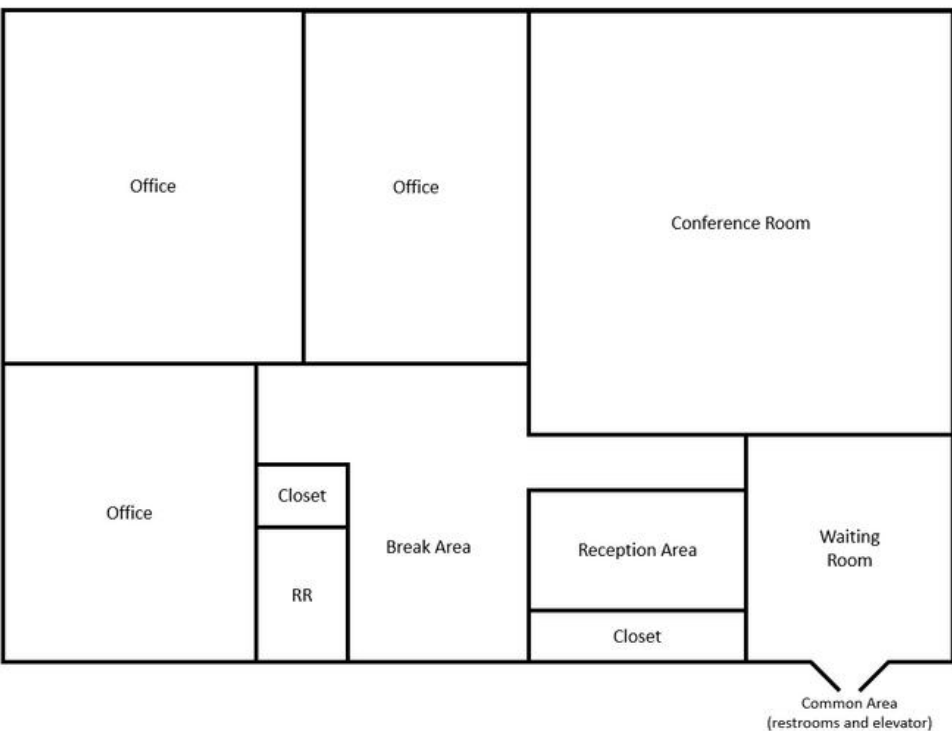 Office
Office
Conference Room
Office
Closet
RR
Break Area
Reception Area
Closet
Waiting
Room
Common Area
(restrooms and elevator)